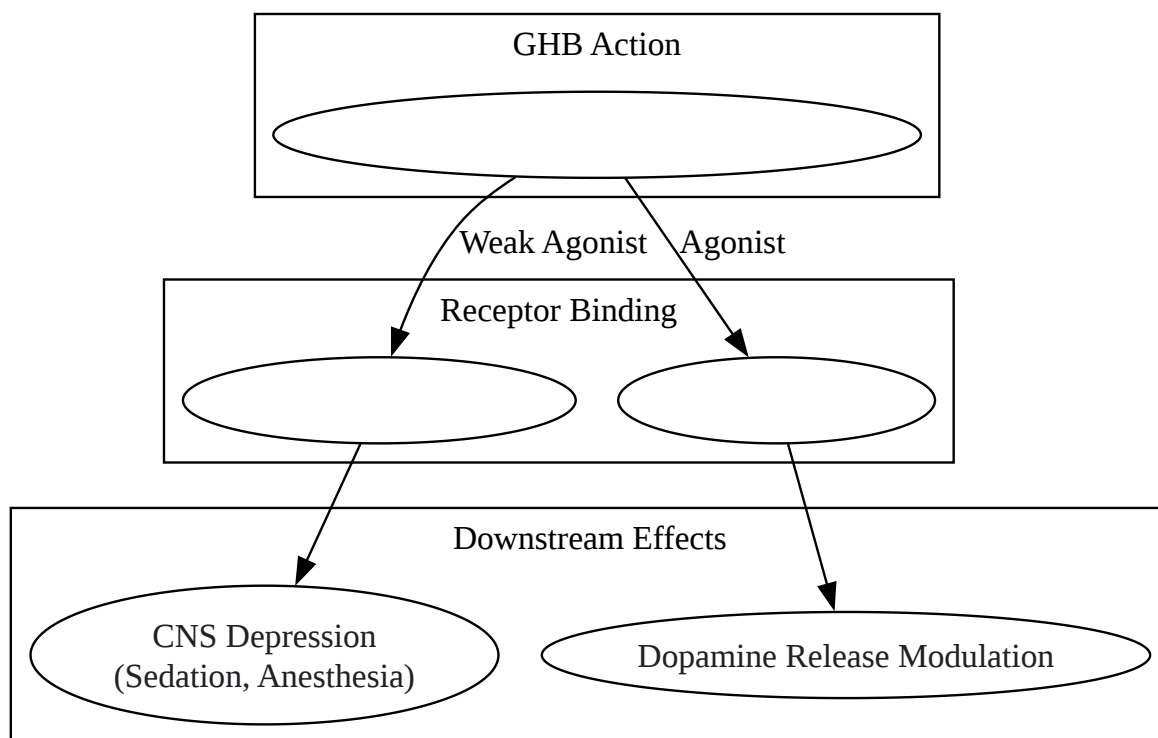 GHB Action
Weak Agonist
Agonist
Receptor Binding
Downstream Effects
CNS Depression
(Sedation, Anesthesia)
Dopamine Release Modulation